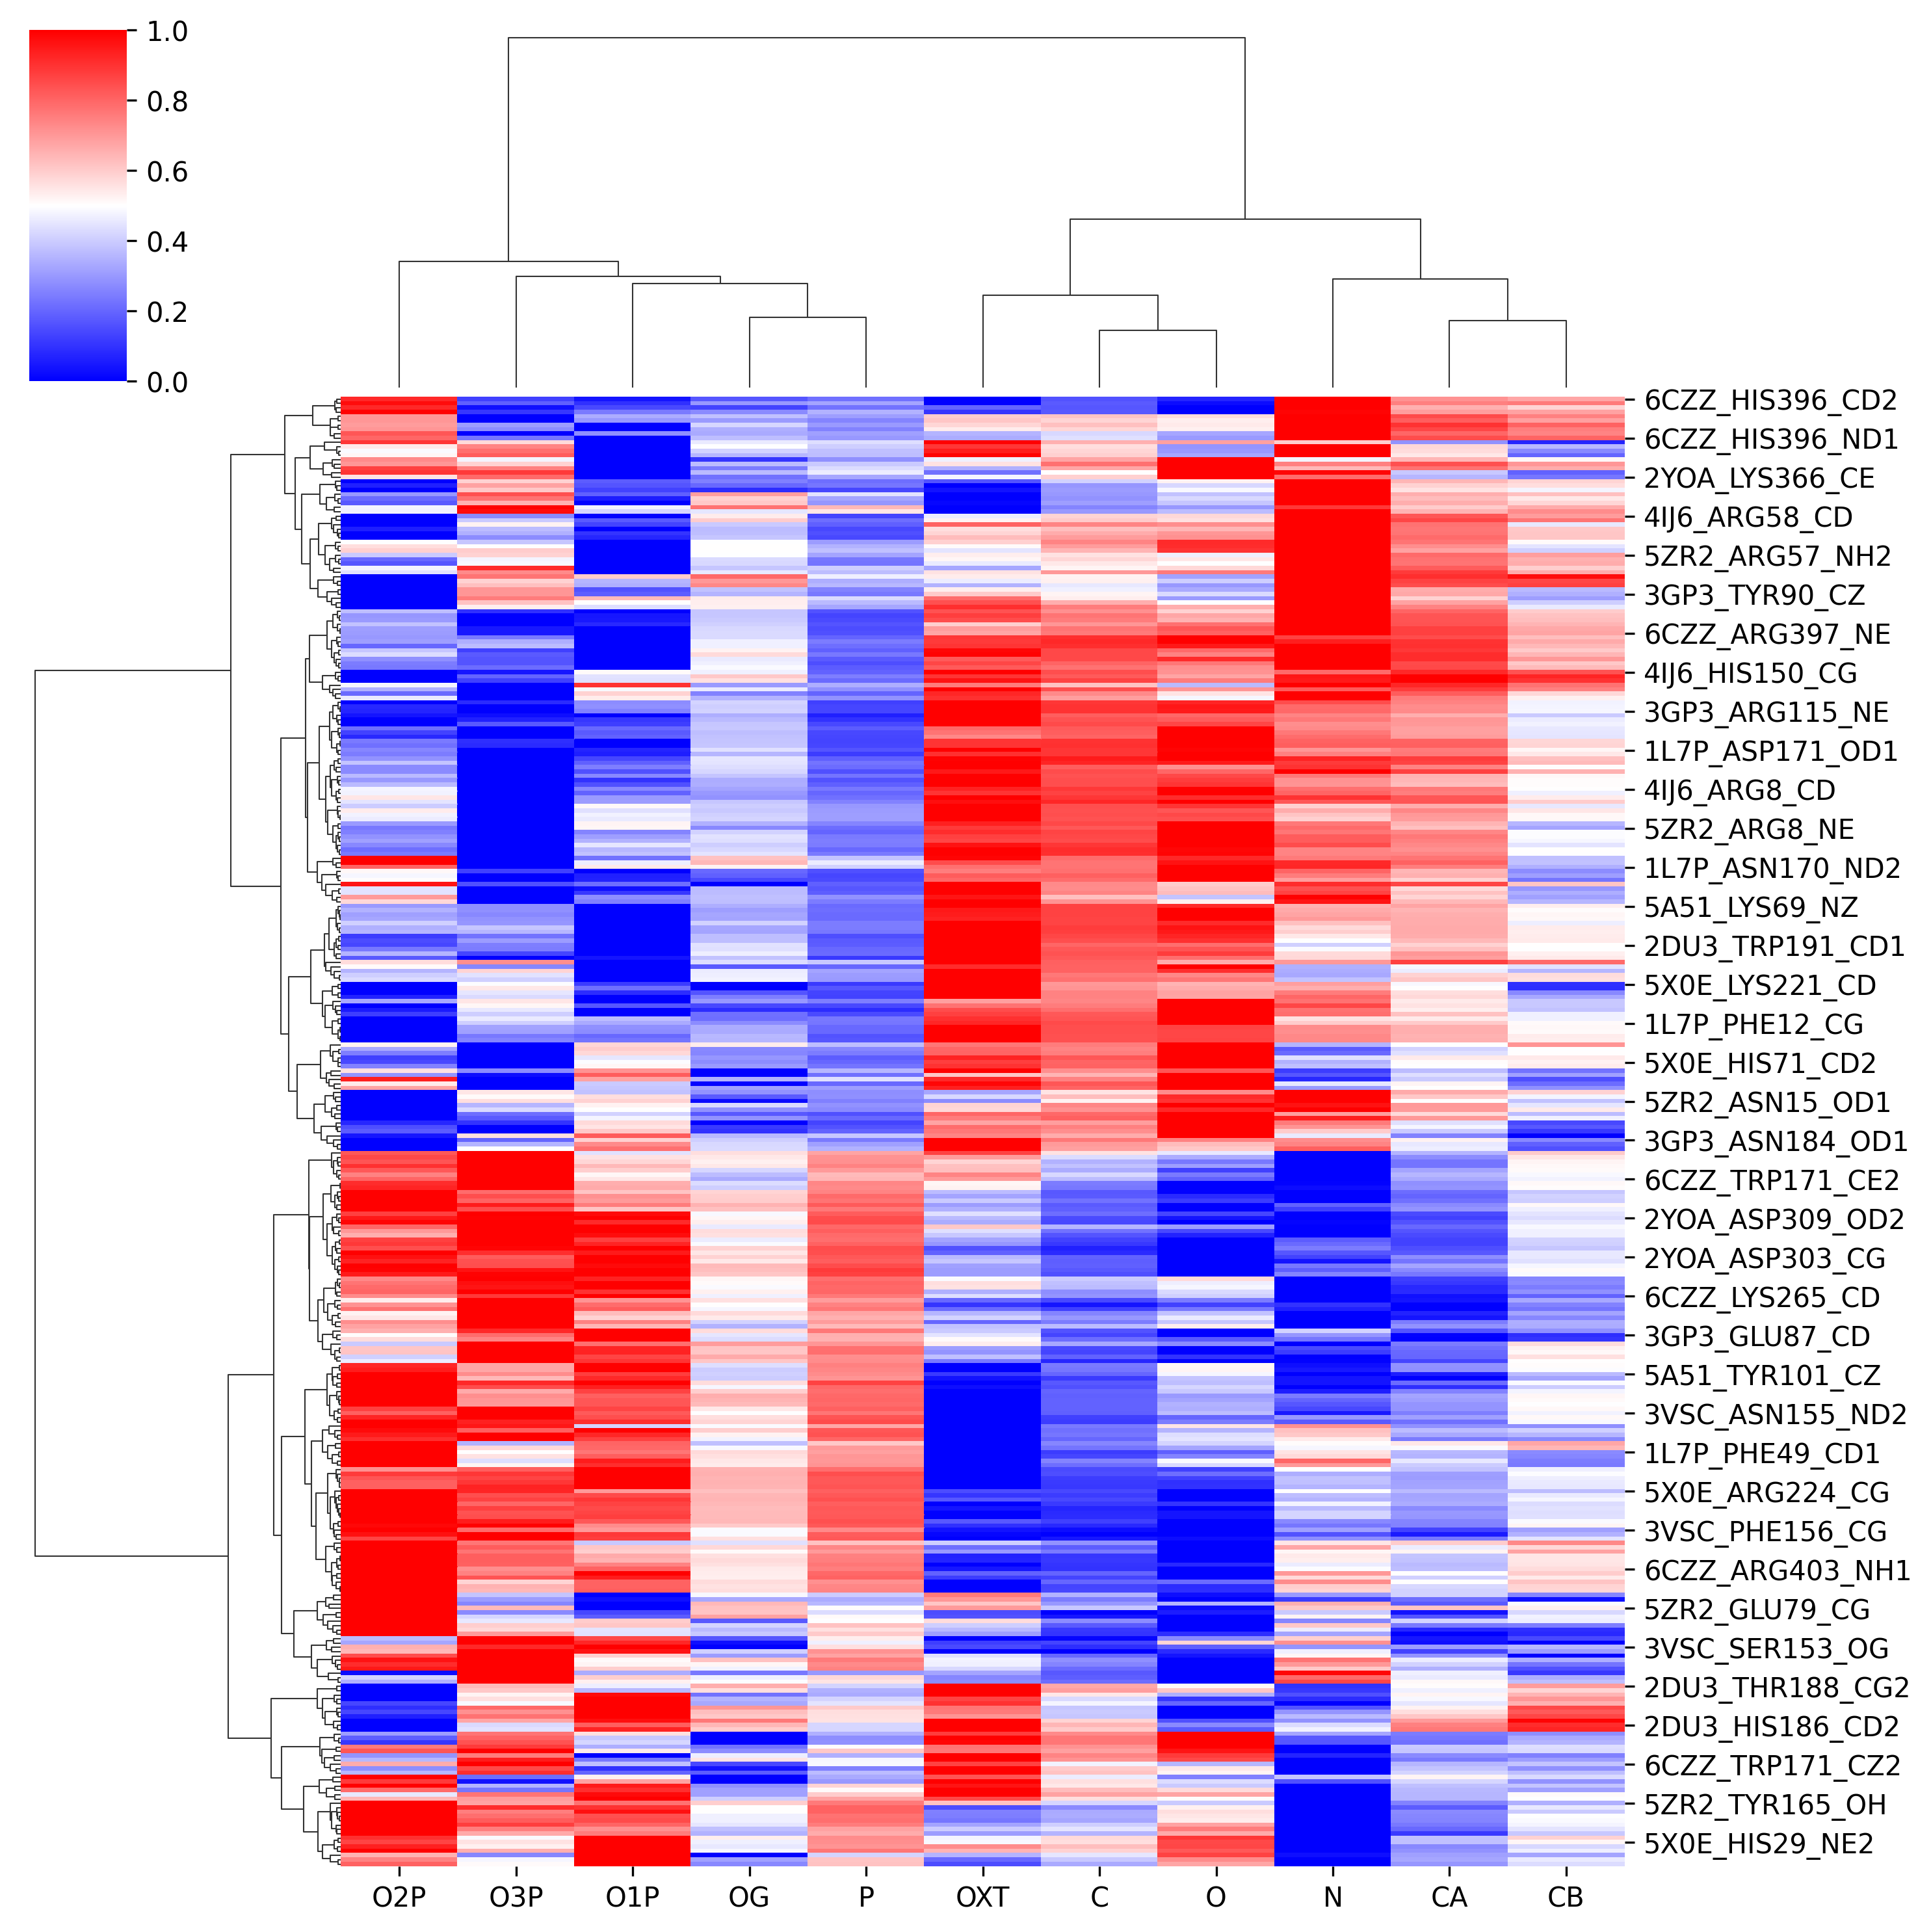 1.0
0.8
0.6
0.4
0.2
0.0
6CZZ_HIS396_CD2
6CZZ_HIS396_ND1
2YOA_LYS366_CE
4IJ6_ARG58_CD
5ZR2_ARG57_NH2
3GP3_TYR90_CZ
6CZZ_ARG397_NE
4IJ6_HIS150_CG
3GP3_ARG115_NE
1L7P_ASP171_OD1
4IJ6_ARG8_CD
5ZR2_ARG8_NE
1L7P_ASN170_ND2
5A51_LYS69_NZ
2DU3_TRP191_CD1
5X0E_LYS221_CD
1L7P_PHE12_CG
5X0E_HIS71_CD2
5ZR2_ASN15_OD1
3GP3_ASN184_OD1
6CZZ_TRP171_CE2
2YOA_ASP309_OD2
2YOA_ASP303_CG
6CZZ_LYS265_CD
3GP3_GLU87_CD
5A51_TYR101_CZ
3VSC_ASN155_ND2
1L7P_PHE49_CD1
5X0E_ARG224_CG
3VSC_PHE156_CG
6CZZ_ARG403_NH1
5ZR2_GLU79_CG
3VSC_SER153_OG
2DU3_THR188_CG2
2DU3_HIS186_CD2
6CZZ_TRP171_CZ2
5ZR2_TYR165_OH
5X0E_HIS29_NE2
O2P O3P O1P OG P OXT C O N CA CB